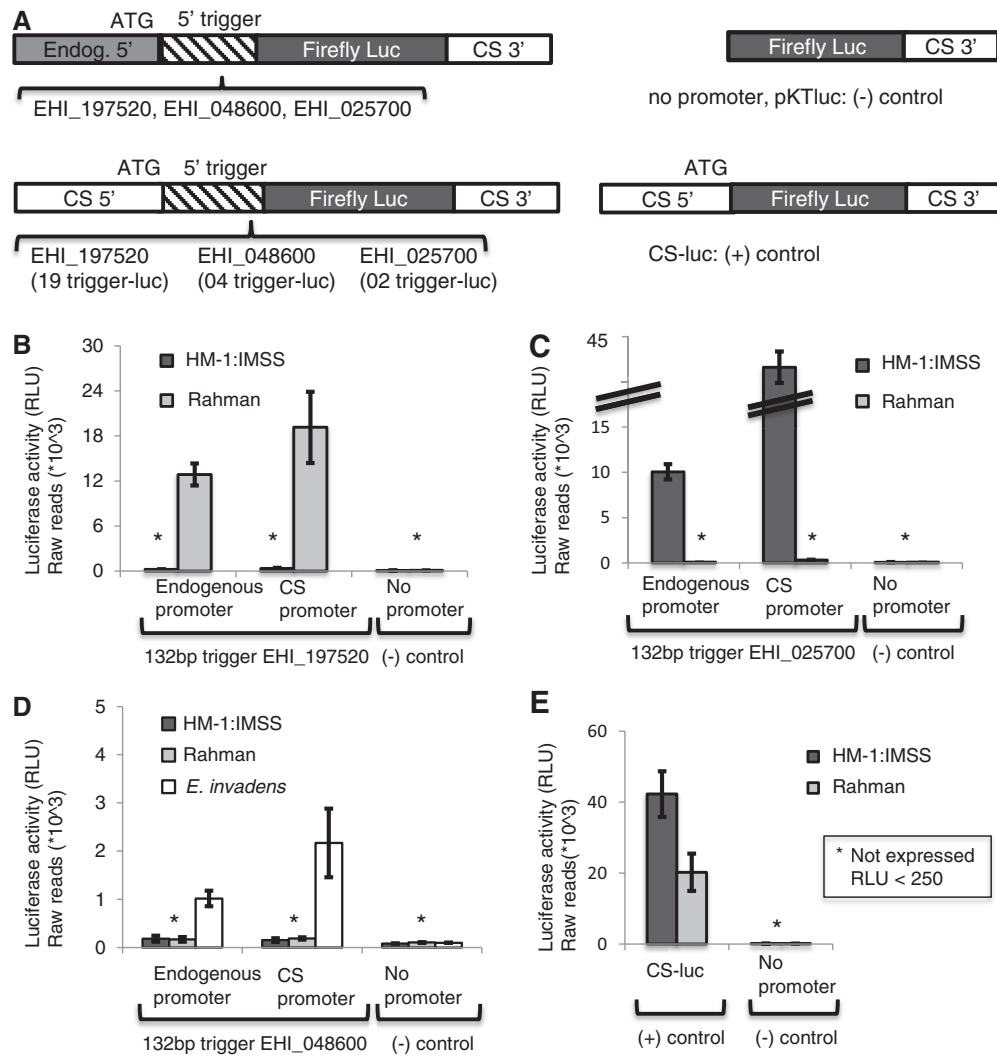 A
ATG 5’ trigger
Endog. 5’ Firefly Luc CS 3’
EHI_197520, EHI_048600, EHI_025700
Firefly Luc CS 3’
no promoter, pKTluc: (-) control
ATG 5’ trigger
CS 5’ Firefly Luc CS 3’
EHI_197520 EHI_048600 EHI_025700
(19 trigger-luc) (04 trigger-luc) (02 trigger-luc)
ATG
CS 5’ Firefly Luc CS 3’
CS-luc: (+) control
B
Luciferase activity (RLU)
Raw reads (*10^3)
30
24
18
12
6
0
HM-1:IMSS
Rahman
* * *
Endogenous promoter
CS promoter
No promoter
132bp trigger EHI_197520 (-) control
C
Luciferase activity (RLU)
Raw reads (*10^3)
45
15
10
5
0
HM-1:IMSS
Rahman
* * *
Endogenous promoter
CS promoter
No promoter
132bp trigger EHI_025700 (-) control
D
Luciferase activity (RLU)
Raw reads (*10^3)
5
4
3
2
1
0
HM-1:IMSS
Rahman
E. invadens
* * *
Endogenous promoter
CS promoter
No promoter
132bp trigger EHI_048600 (-) control
E
Luciferase activity (RLU)
Raw reads(*10^3)
60
40
20
0
HM-1:IMSS
Rahman
*
CS-luc
No promoter
(+) control (-) control
* Not expressed
RLU < 250